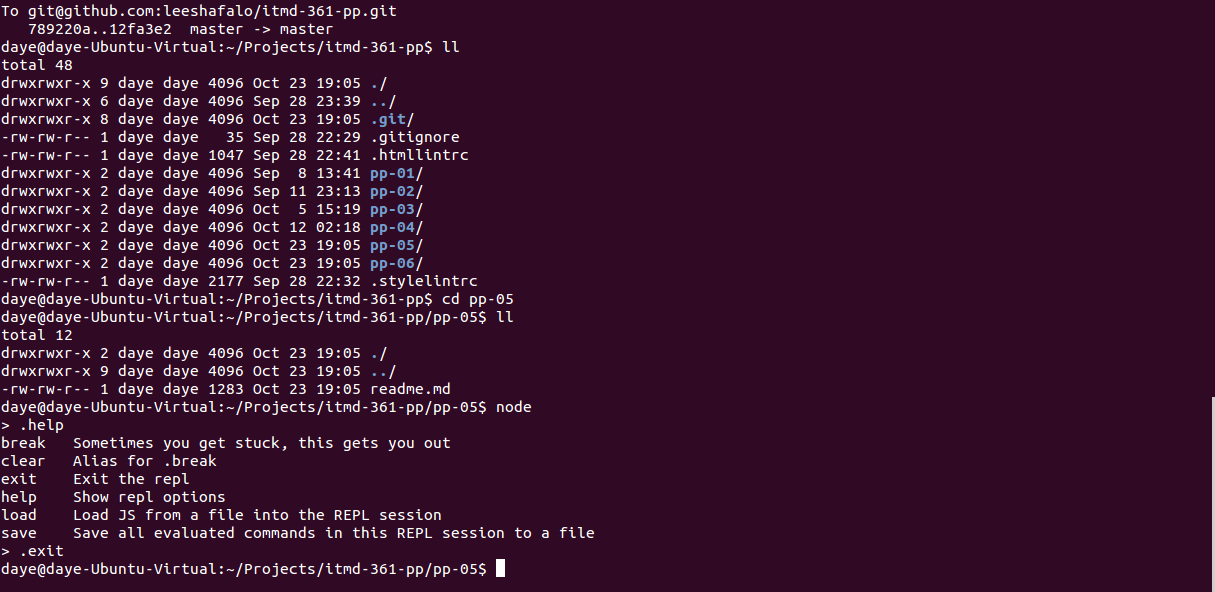 To git@github.com:leeshafalo/itmd-361-pp.git
   789220a..12fa3e2  master -> master
daye@daye-Ubuntu-Virtual:~/Projects/itmd-361-pp$ ll
total 48
drwxrwxr-x 9 daye daye 4096 Oct 23 19:05 ./
drwxrwxr-x 6 daye daye 4096 Sep 28 23:39 ../
drwxrwxr-x 8 daye daye 4096 Oct 23 19:05 .git/
-rw-rw-r-- 1 daye daye   35 Sep 28 22:29 .gitignore
-rw-rw-r-- 1 daye daye 1047 Sep 28 22:41 .htmllintrc
drwxrwxr-x 2 daye daye 4096 Sep  8 13:41 pp-01/
drwxrwxr-x 2 daye daye 4096 Sep 11 23:13 pp-02/
drwxrwxr-x 2 daye daye 4096 Oct  5 15:19 pp-03/
drwxrwxr-x 2 daye daye 4096 Oct 12 02:18 pp-04/
drwxrwxr-x 2 daye daye 4096 Oct 23 19:05 pp-05/
drwxrwxr-x 2 daye daye 4096 Oct 23 19:05 pp-06/
-rw-rw-r-- 1 daye daye 2177 Sep 28 22:32 .stylelintrc
daye@daye-Ubuntu-Virtual:~/Projects/itmd-361-pp$ cd pp-05
daye@daye-Ubuntu-Virtual:~/Projects/itmd-361-pp/pp-05$ ll
total 12
drwxrwxr-x 2 daye daye 4096 Oct 23 19:05 ./
drwxrwxr-x 9 daye daye 4096 Oct 23 19:05 ../
-rw-rw-r-- 1 daye daye 1283 Oct 23 19:05 readme.md
daye@daye-Ubuntu-Virtual:~/Projects/itmd-361-pp/pp-05$ node
> .help
break   Sometimes you get stuck, this gets you out
clear   Alias for .break
exit    Exit the repl
help    Show repl options
load    Load JS from a file into the REPL session
save    Save all evaluated commands in this REPL session to a file
> .exit
daye@daye-Ubuntu-Virtual:~/Projects/itmd-361-pp/pp-05$